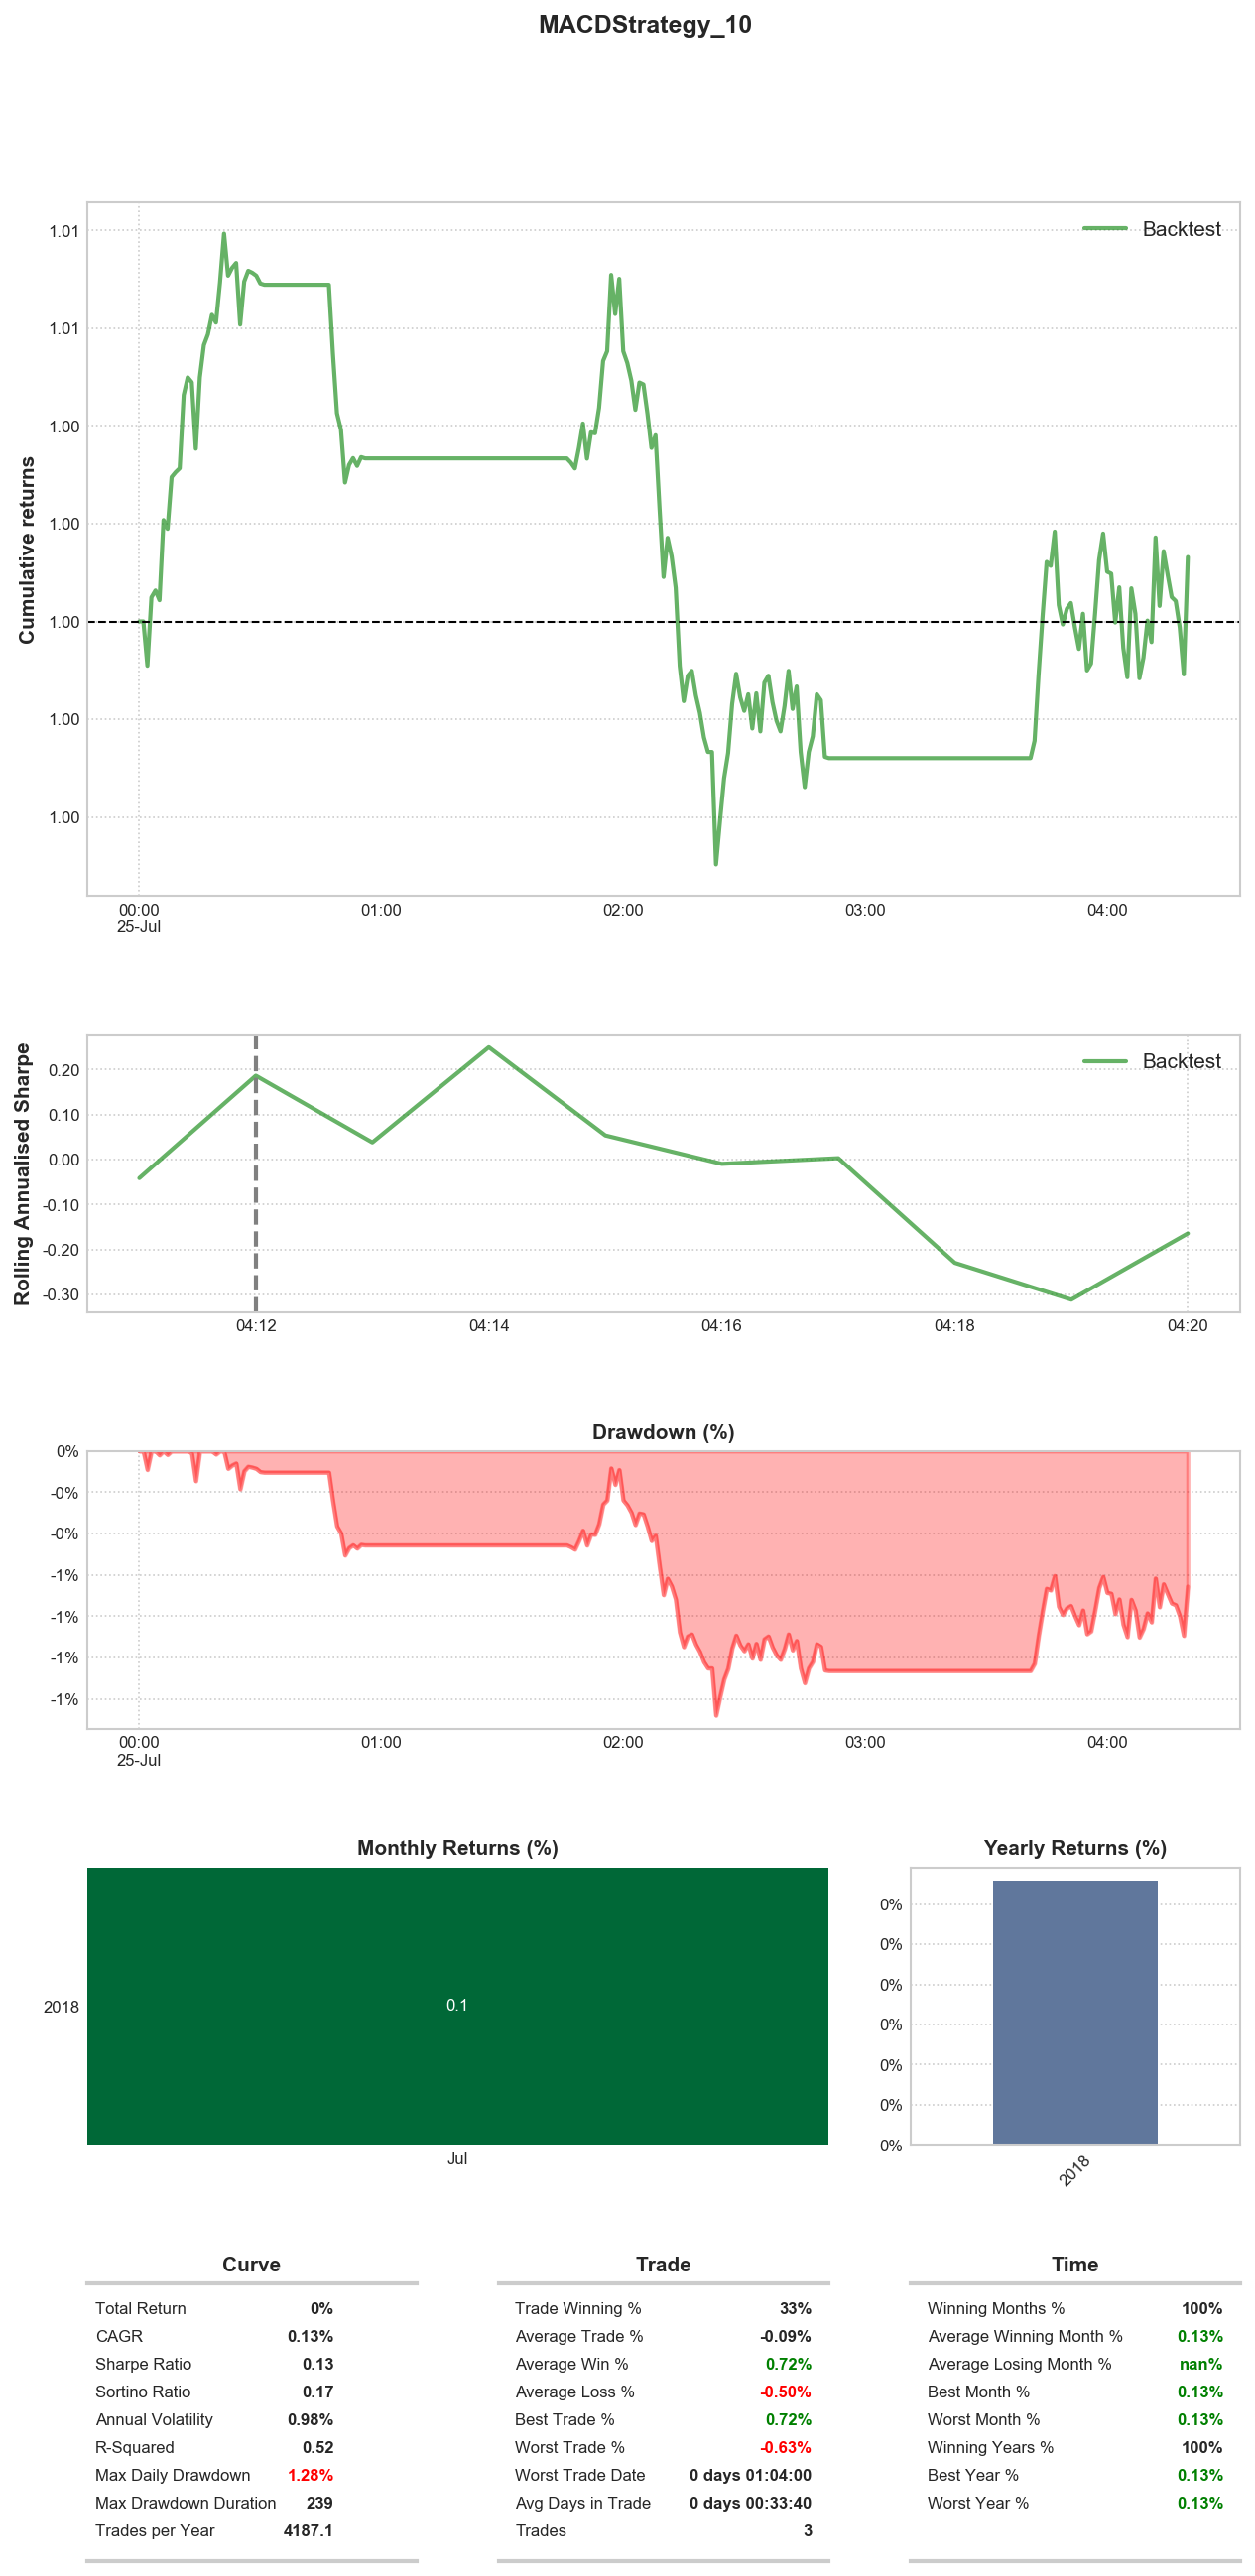 MACDStrategy_10
Cumulative returns
1.01
1.01
1.00
1.00
1.00
1.00
1.00
Backtest
00:00 01:00 02:00 03:00 04:00
25-Jul
Rolling Annualised Sharpe
0.20
0.10
0.00
-0.10
-0.20
-0.30
Backtest
04:12 04:14 04:16 04:18 04:20
Drawdown (%)
0%
-0%
-0%
-1%
-1%
-1%
-1%
00:00 01:00 02:00 03:00 04:00
25-Jul
Monthly Returns (%)
2018
0.1
Jul
Yearly Returns (%)
0%
0%
0%
0%
0%
0%
0%
2018
Curve
Total Return 0%
CAGR 0.13%
Sharpe Ratio 0.13
Sortino Ratio 0.17
Annual Volatility 0.98%
R-Squared 0.52
Max Daily Drawdown 1.28%
Max Drawdown Duration 239
Trades per Year 4187.1
Trade
Trade Winning % 33%
Average Trade % -0.09%
Average Win % 0.72%
Average Loss % -0.50%
Best Trade % 0.72%
Worst Trade % -0.63%
Worst Trade Date 0 days 01:04:00
Avg Days in Trade 0 days 00:33:40
Trades 3
Time
Winning Months % 100%
Average Winning Month % 0.13%
Average Losing Month % nan%
Best Month % 0.13%
Worst Month % 0.13%
Winning Years % 100%
Best Year % 0.13%
Worst Year % 0.13%